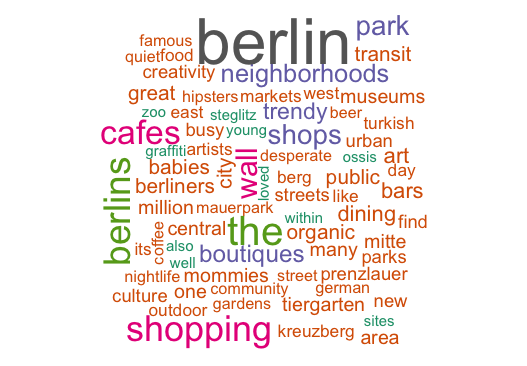 park
berlin
famous
quiet food
transit
creativity neighborhoods
great hipsters markets west museums
zoo east steglitz trendy beer
cafes busy young shops turkish
urban
graffiti artists wall desperate ossis art
babies city loved berg public day
berliners streets like bars
berlins
million mauerpark within dining find
central the organic
its coffee also boutiques many mitte
well parks
nightlife mommies street prenzlauer
culture one community german
gardens tiergarten new
outdoor
shopping kreuzberg sites
area